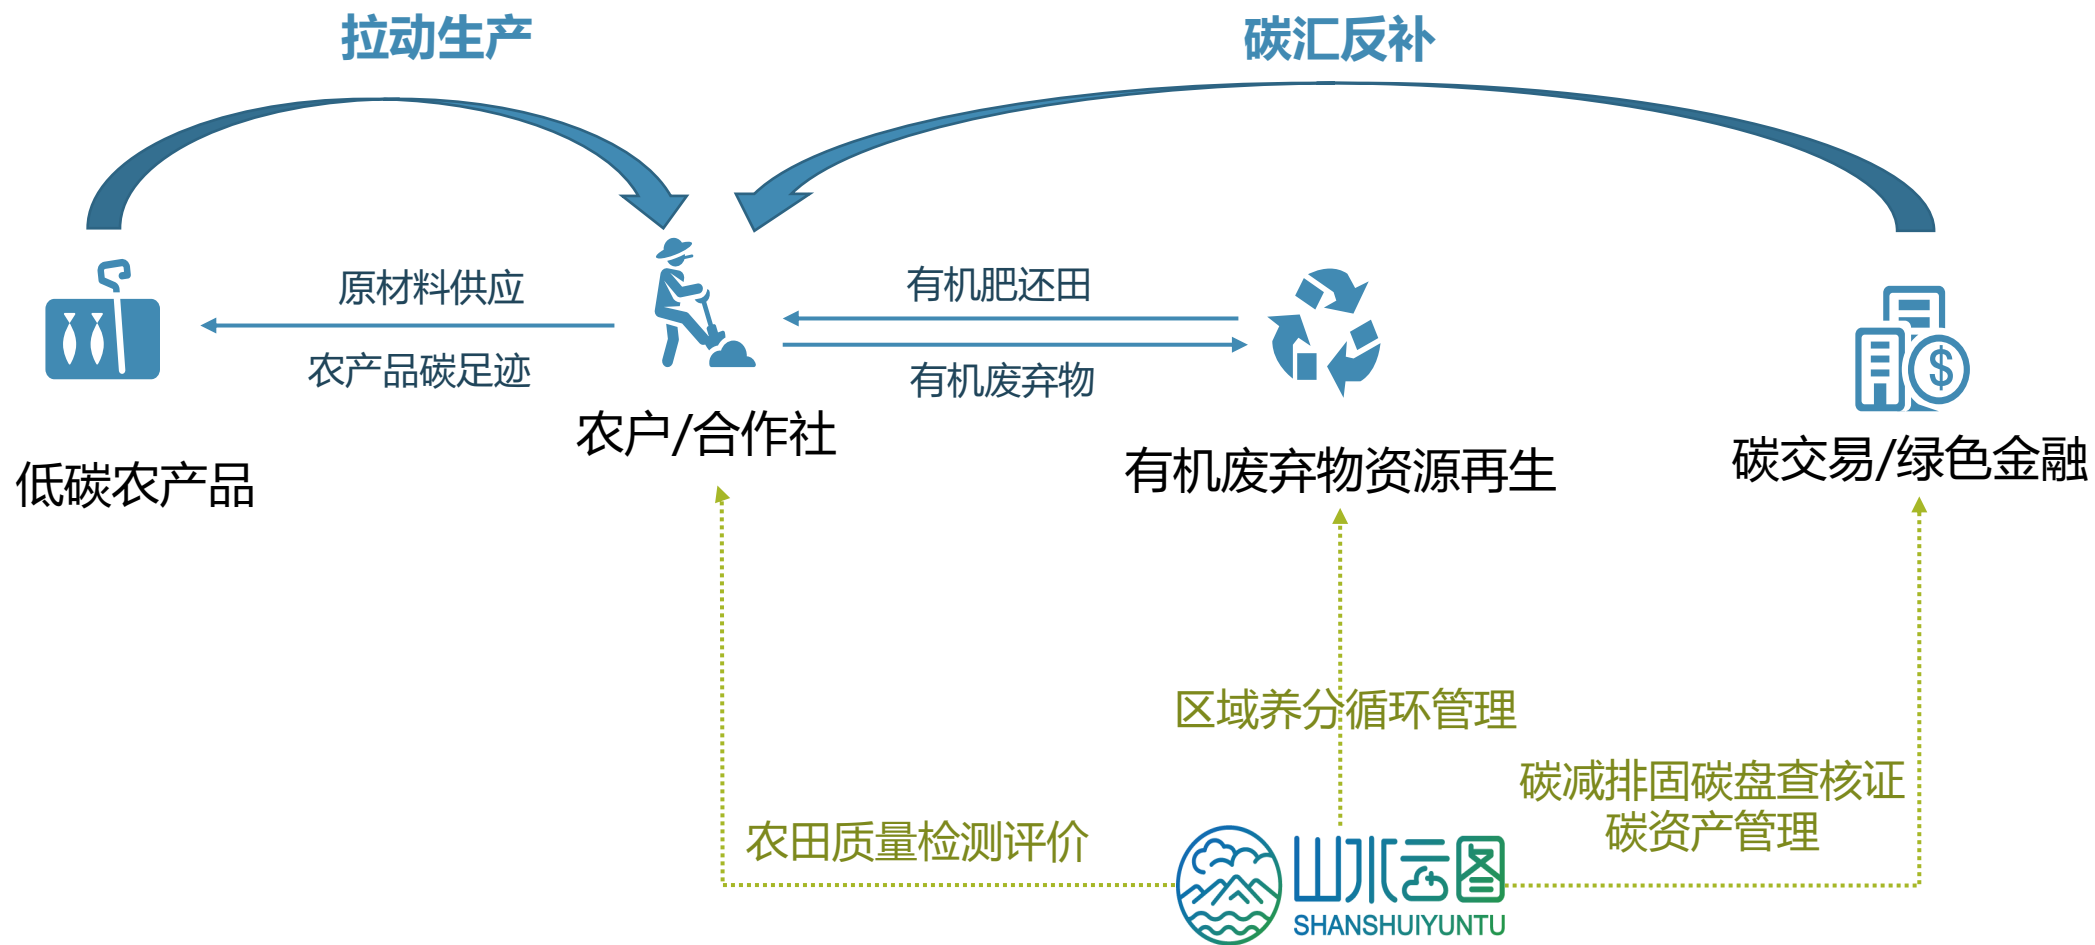 拉动生产
碳汇反补
原材料供应
农产品碳足迹
有机肥还田
有机废弃物
$
低碳农产品
农户/合作社
有机废弃物资源再生
碳交易/绿色金融
区域养分循环管理
农田质量检测评价
碳减排固碳盘查核证
碳资产管理
山水云图
SHANSHUIYUNTU